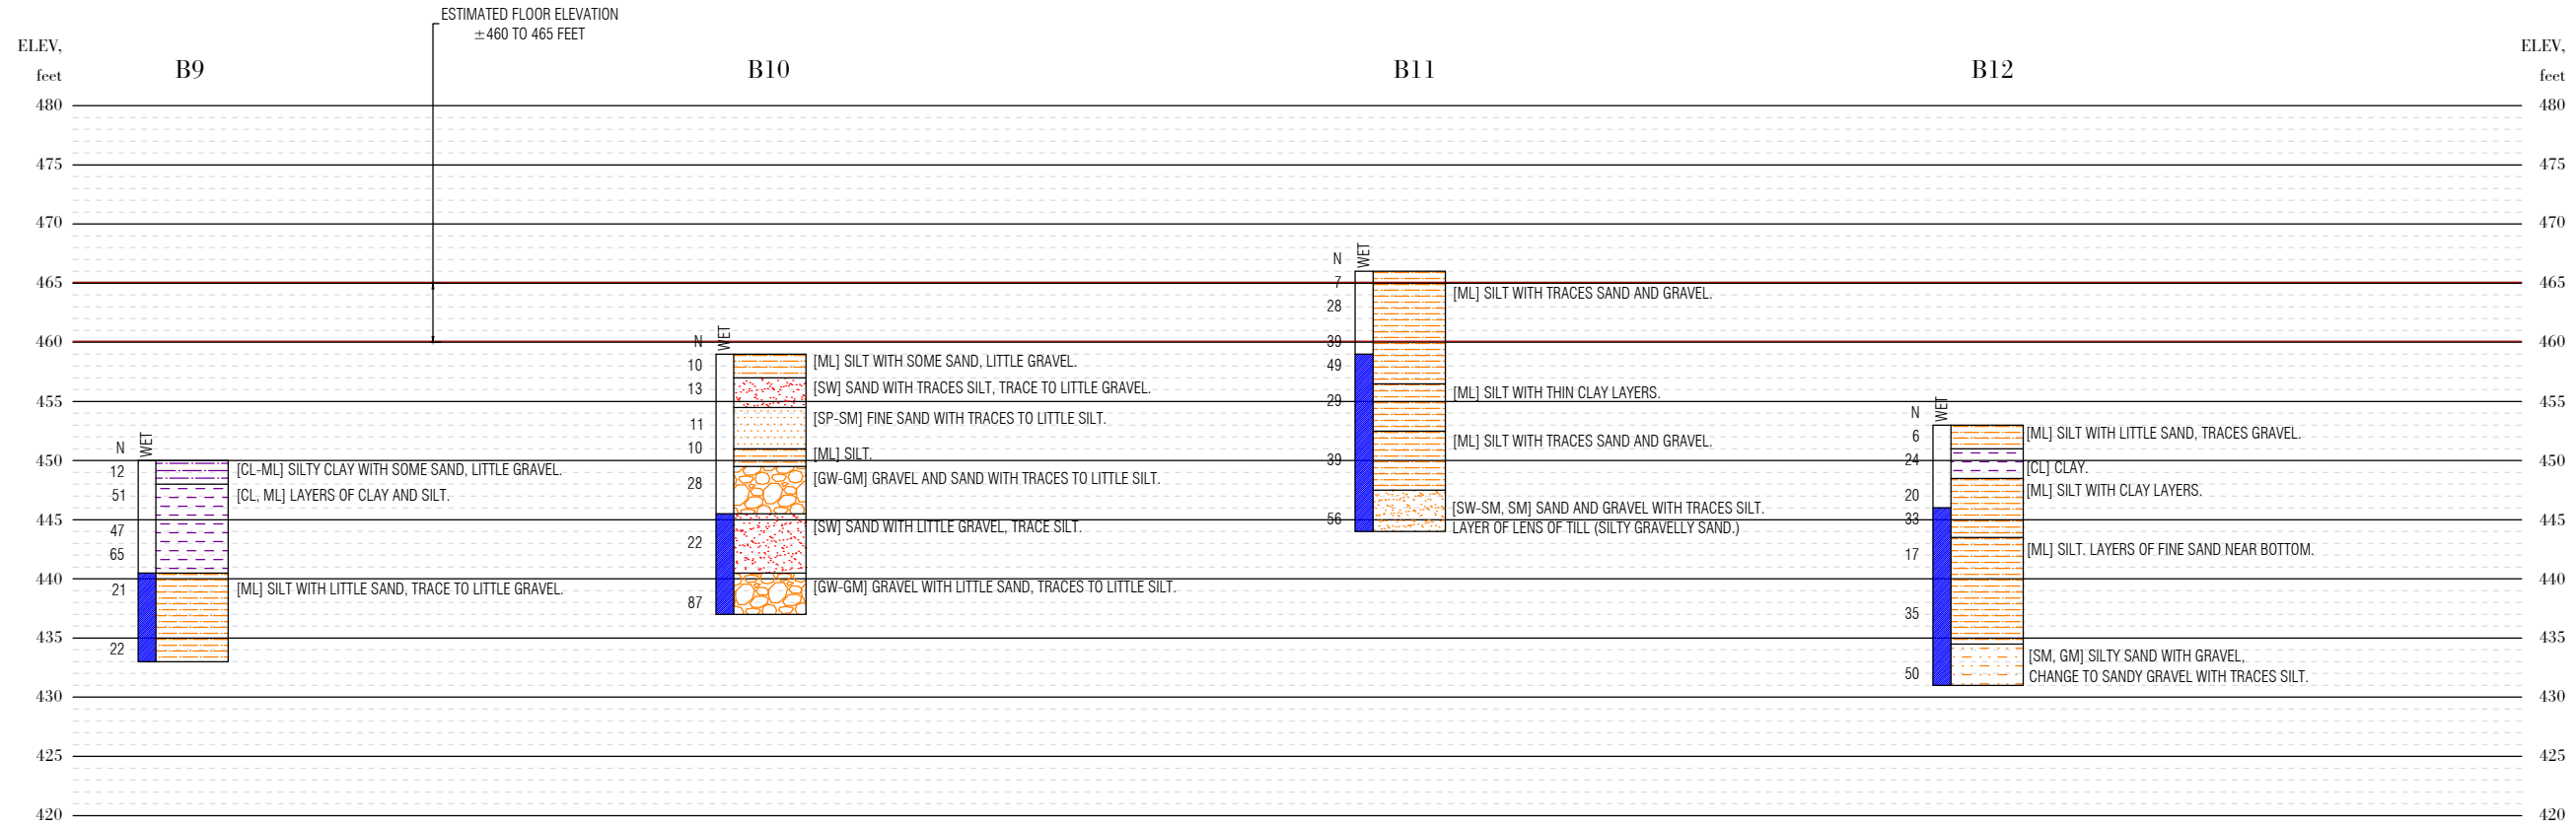 ESTIMATED FLOOR ELEVATION
±460 TO 465 FEET
ELEV,
feet
B9
B10
B11
B12
ELEV,
feet
480
480
475
475
470
470
465
465
460
460
455
455
450
450
445
445
440
440
435
435
430
430
425
425
420
420
N
WET
12
51
47
65
21
22
[CL-ML] SILTY CLAY WITH SOME SAND, LITTLE GRAVEL.
[CL, ML] LAYERS OF CLAY AND SILT.
[ML] SILT WITH LITTLE SAND, TRACE TO LITTLE GRAVEL.
N
WET
10
13
11
10
28
22
87
[ML] SILT WITH SOME SAND, LITTLE GRAVEL.
[SW] SAND WITH TRACES SILT, TRACE TO LITTLE GRAVEL.
[SP-SM] FINE SAND WITH TRACES TO LITTLE SILT.
[ML] SILT.
[GW-GM] GRAVEL AND SAND WITH TRACES TO LITTLE SILT.
[SW] SAND WITH LITTLE GRAVEL, TRACE SILT.
[GW-GM] GRAVEL WITH LITTLE SAND, TRACES TO LITTLE SILT.
N
WET
7
28
39
49
29
39
56
[ML] SILT WITH TRACES SAND AND GRAVEL.
[ML] SILT WITH THIN CLAY LAYERS.
[ML] SILT WITH TRACES SAND AND GRAVEL.
[SW-SM, SM] SAND AND GRAVEL WITH TRACES SILT.
LAYER OF LENS OF TILL (SILTY GRAVELLY SAND.)
N
WET
6
24
20
33
17
35
50
[ML] SILT WITH LITTLE SAND, TRACES GRAVEL.
[CL] CLAY.
[ML] SILT WITH CLAY LAYERS.
[ML] SILT. LAYERS OF FINE SAND NEAR BOTTOM.
[SM, GM] SILTY SAND WITH GRAVEL,
CHANGE TO SANDY GRAVEL WITH TRACES SILT.